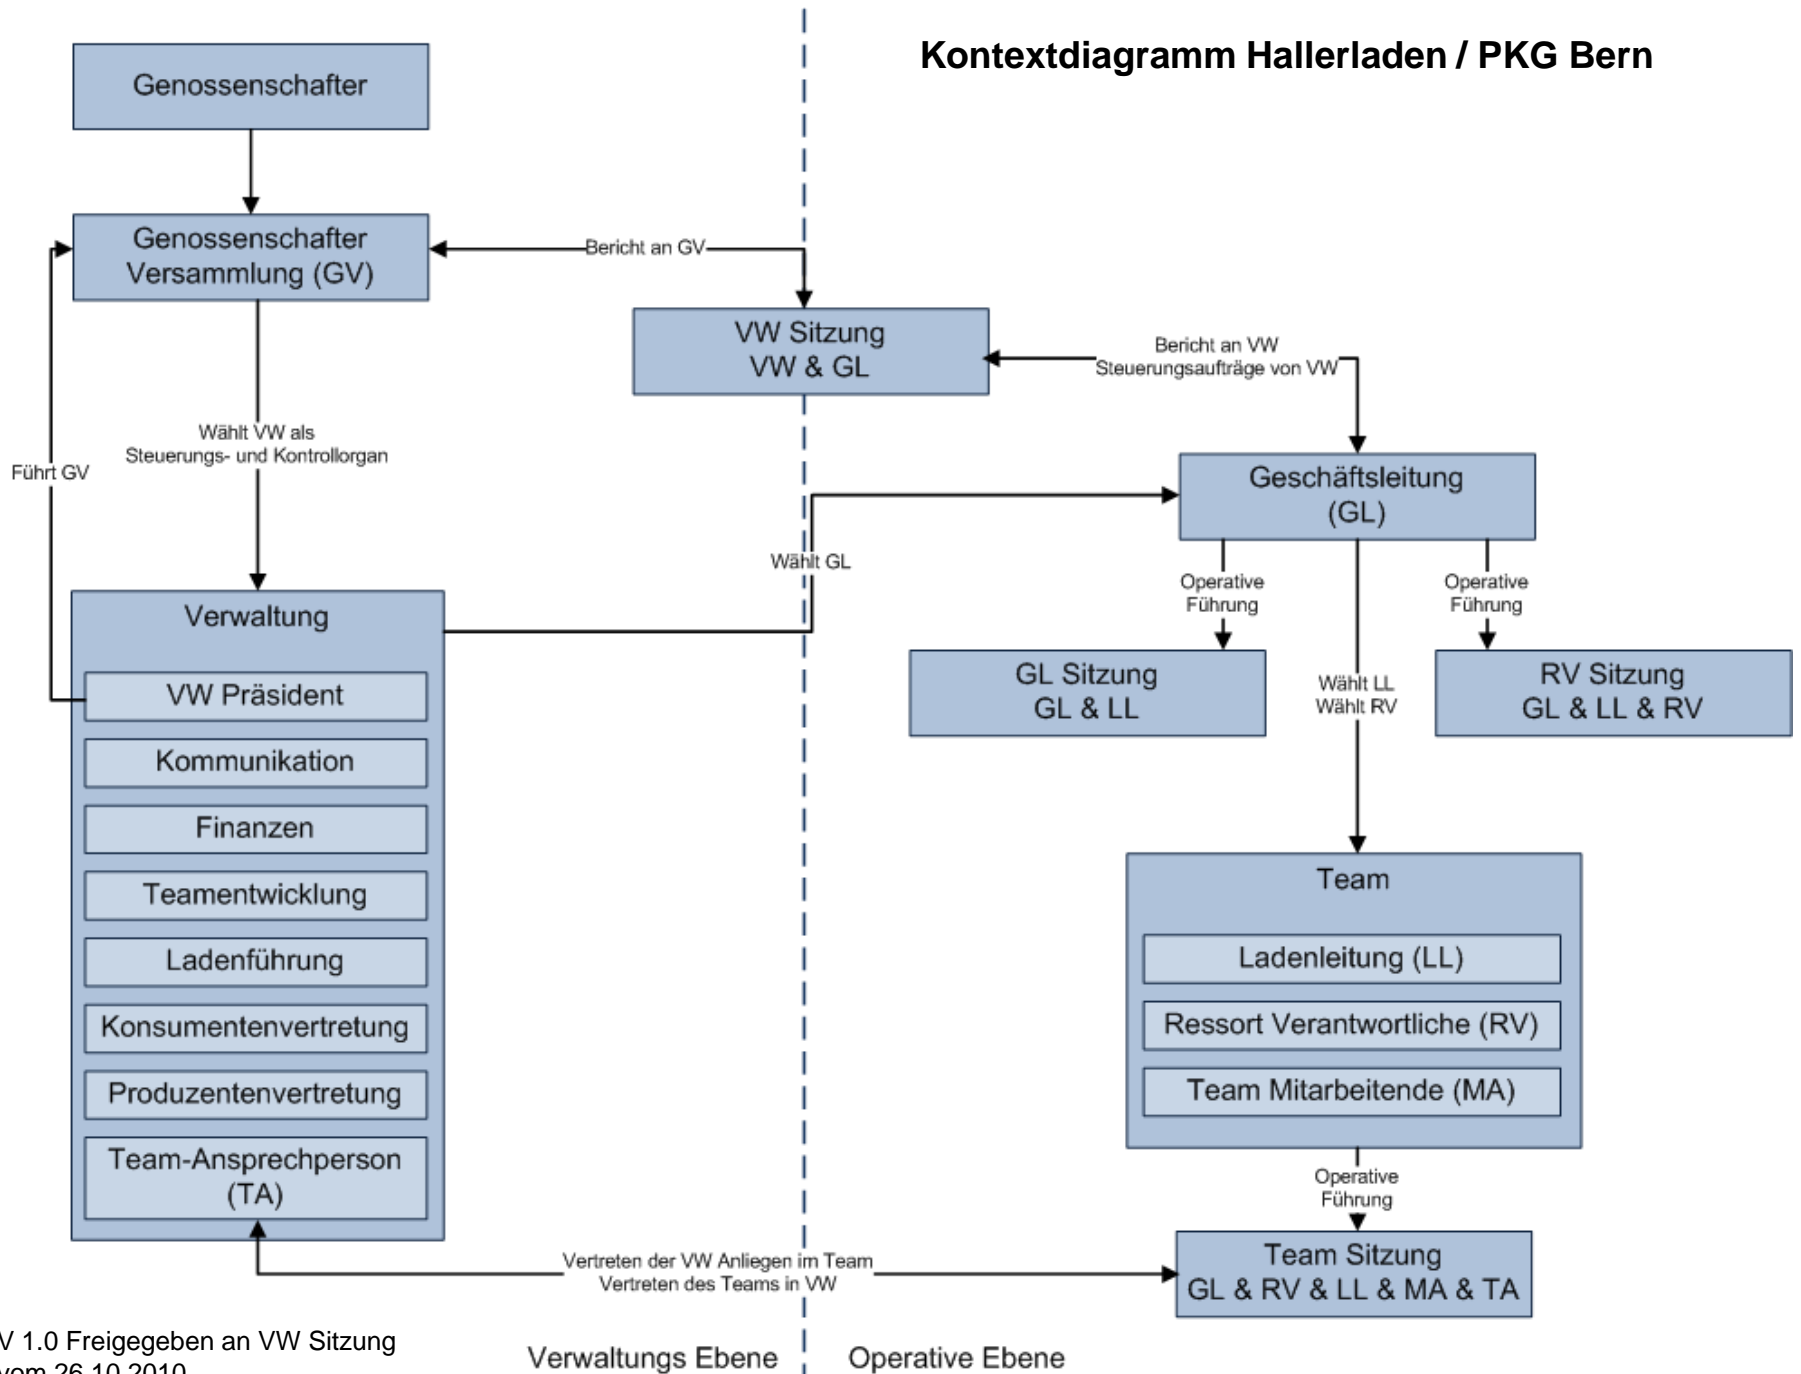 Kontextdiagramm Hallerladen / PKG Bern
Genossenschafter
Genossenschafter
Versammlung (GV)
Bericht an GV
VW Sitzung
VW & GL
Bericht an VW
Steuerungsaufträge von VW
Wählt VW als
Steuerungs- und Kontrollorgan
Führt GV
Geschäftsleitung
(GL)
Wählt GL
Operative
Führung
Operative
Führung
Verwaltung
VW Präsident
Kommunikation
Finanzen
Teamentwicklung
Ladenführung
Konsumentenvertretung
Produzentenvertretung
Team-Ansprechperson
(TA)
GL Sitzung
GL & LL
Wählt LL
Wählt RV
RV Sitzung
GL & LL & RV
Team
Ladenleitung (LL)
Ressort Verantwortliche (RV)
Team Mitarbeitende (MA)
Operative
Führung
Vertreten der VW Anliegen im Team
Vertreten des Teams in VW
Team Sitzung
GL & RV & LL & MA & TA
V 1.0 Freigegeben an VW Sitzung
vom 26.10.2010
Verwaltungs Ebene
Operative Ebene